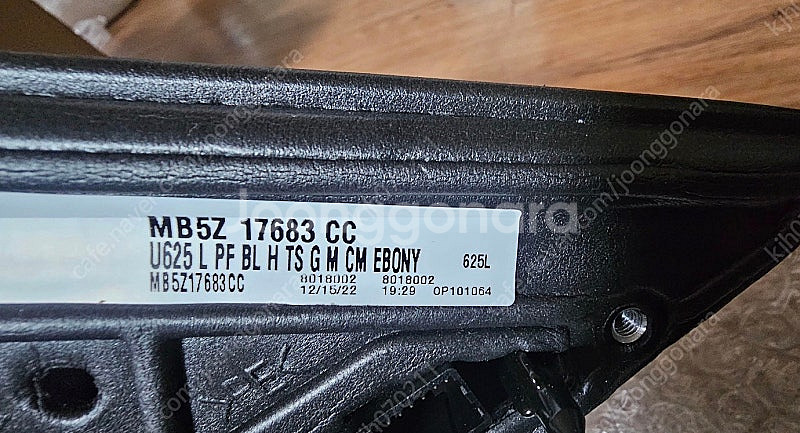 MB5Z 17683 CC
U625 L PF BL H TS G M CM EBONY 625L
MB5Z17683CC 8018002 8018002
12/15/22 19:29 OP101064
joonggonara